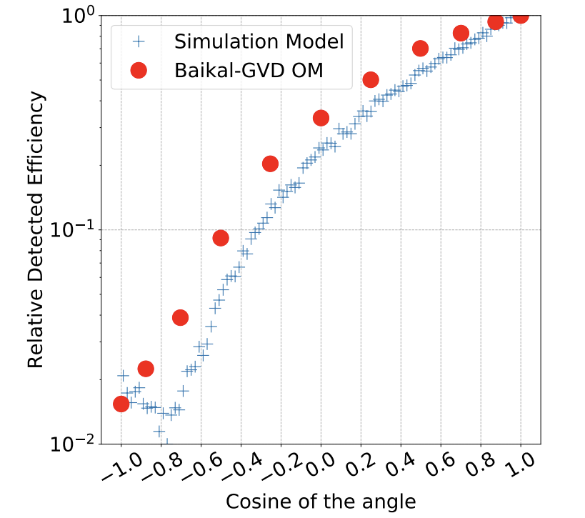 10⁰
Simulation Model
Baikal-GVD OM
10⁻¹
10⁻²
Relative Detected Efficiency
−1.0 −0.8 −0.6 −0.4 −0.2 0.0 0.2 0.4 0.6 0.8 1.0
Cosine of the angle